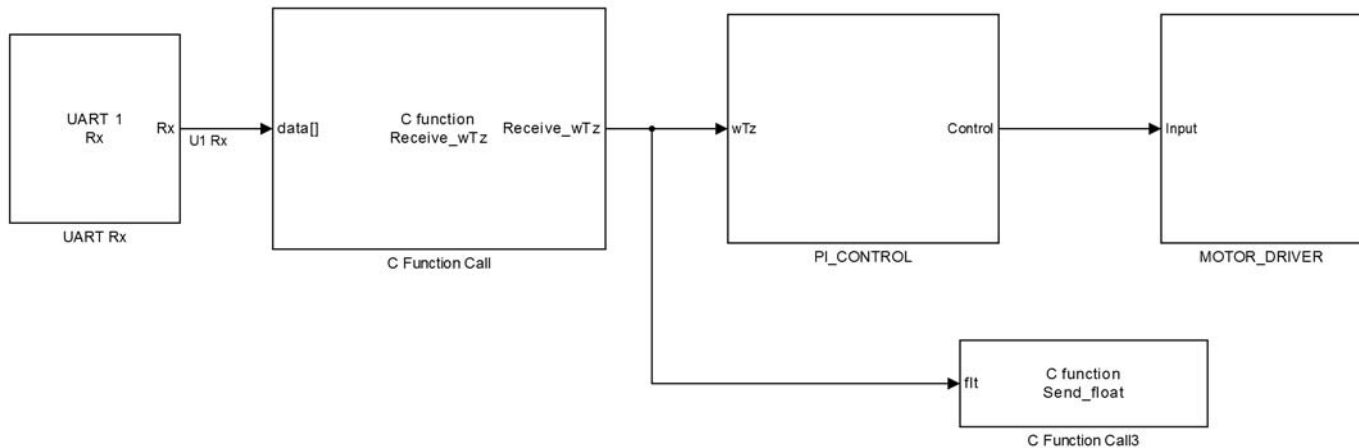 UART 1
Rx
Rx
U1 Rx
UART Rx
data[]
C function
Receive_wTz
Receive_wTz
C Function Call
wTz
Control
PI_CONTROL
Input
MOTOR_DRIVER
flt
C function
Send_float
C Function Call3